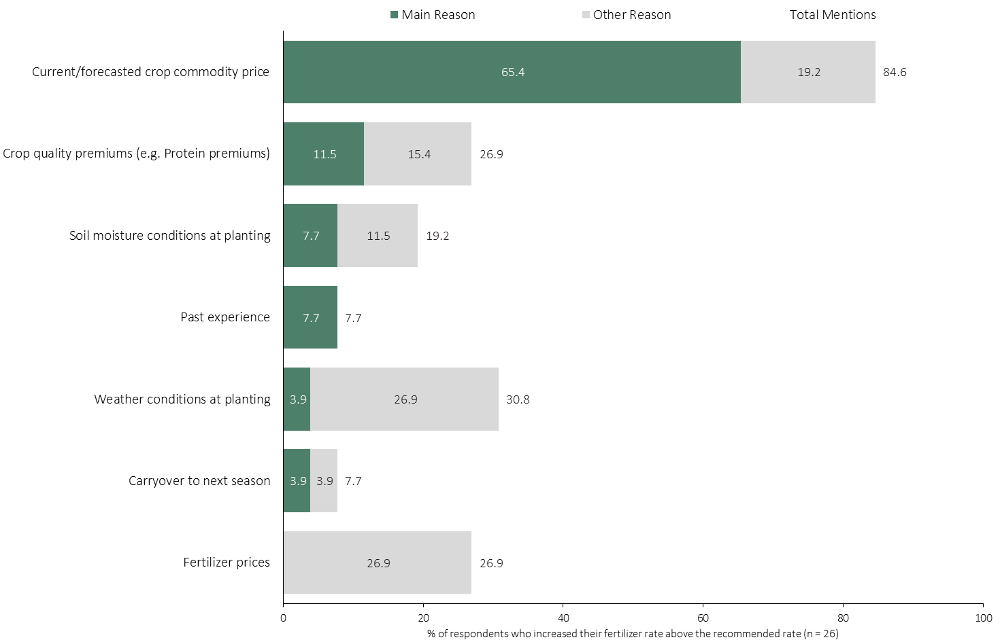 Main Reason Other Reason Total Mentions
Current/forecasted crop commodity price 65.4 19.2 84.6
Crop quality premiums (e.g. Protein premiums) 11.5 15.4 26.9
Soil moisture conditions at planting 7.7 11.5 19.2
Past experience 7.7 7.7
Weather conditions at planting 3.9 26.9 30.8
Carryover to next season 3.9 3.9 7.7
Fertilizer prices 26.9 26.9
0 20 40 60 80 100
% of respondents who increased their fertilizer rate above the recommended rate (n = 26)